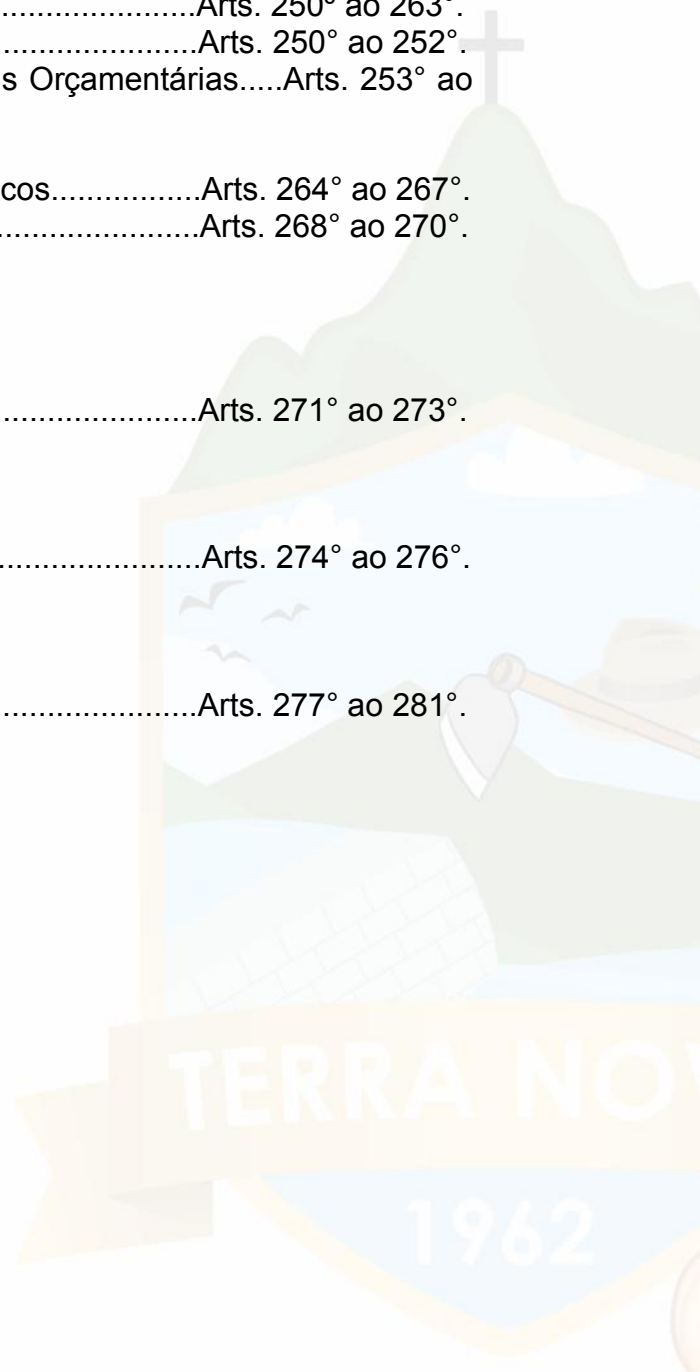 ......................Arts. 250° ao 263°.
......................Arts. 250° ao 252°.
s Orçamentárias.....Arts. 253° ao
cos................Arts. 264° ao 267°.
.......................Arts. 268° ao 270°.
......................Arts. 271° ao 273°.
.......................Arts. 274° ao 276°.
......................Arts. 277° ao 281°.
TERRA NOV
1962